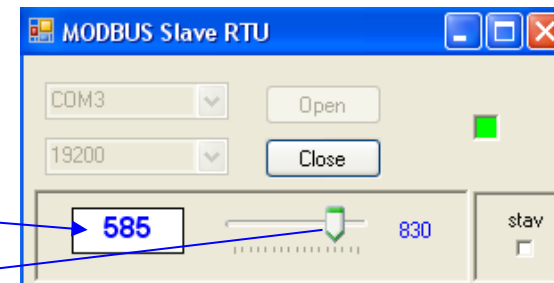 MODBUS Slave RTU
COM3
Open
19200
Close
585
830
stav